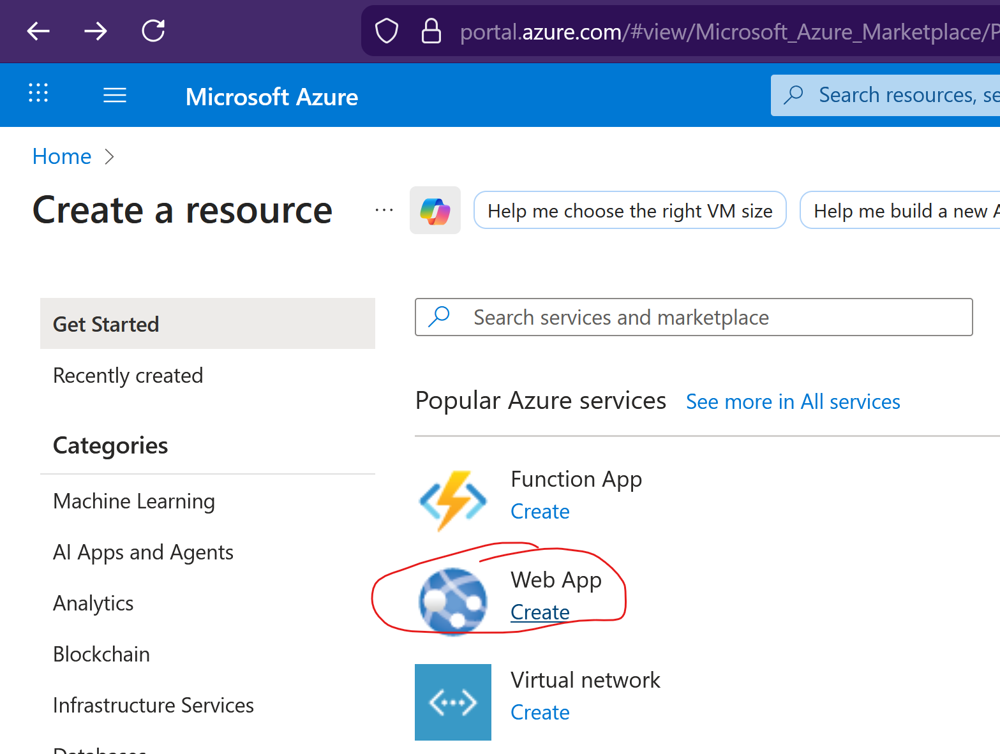 portal.azure.com/#view/Microsoft_Azure_Marketplace/
Microsoft Azure
Search resources, se
Home
Create a resource
Help me choose the right VM size
Help me build a new A
Get Started
Recently created
Categories
Machine Learning
AI Apps and Agents
Analytics
Blockchain
Infrastructure Services
Databases
Search services and marketplace
Popular Azure services See more in All services
Function App
Create
Web App
Create
Virtual network
Create